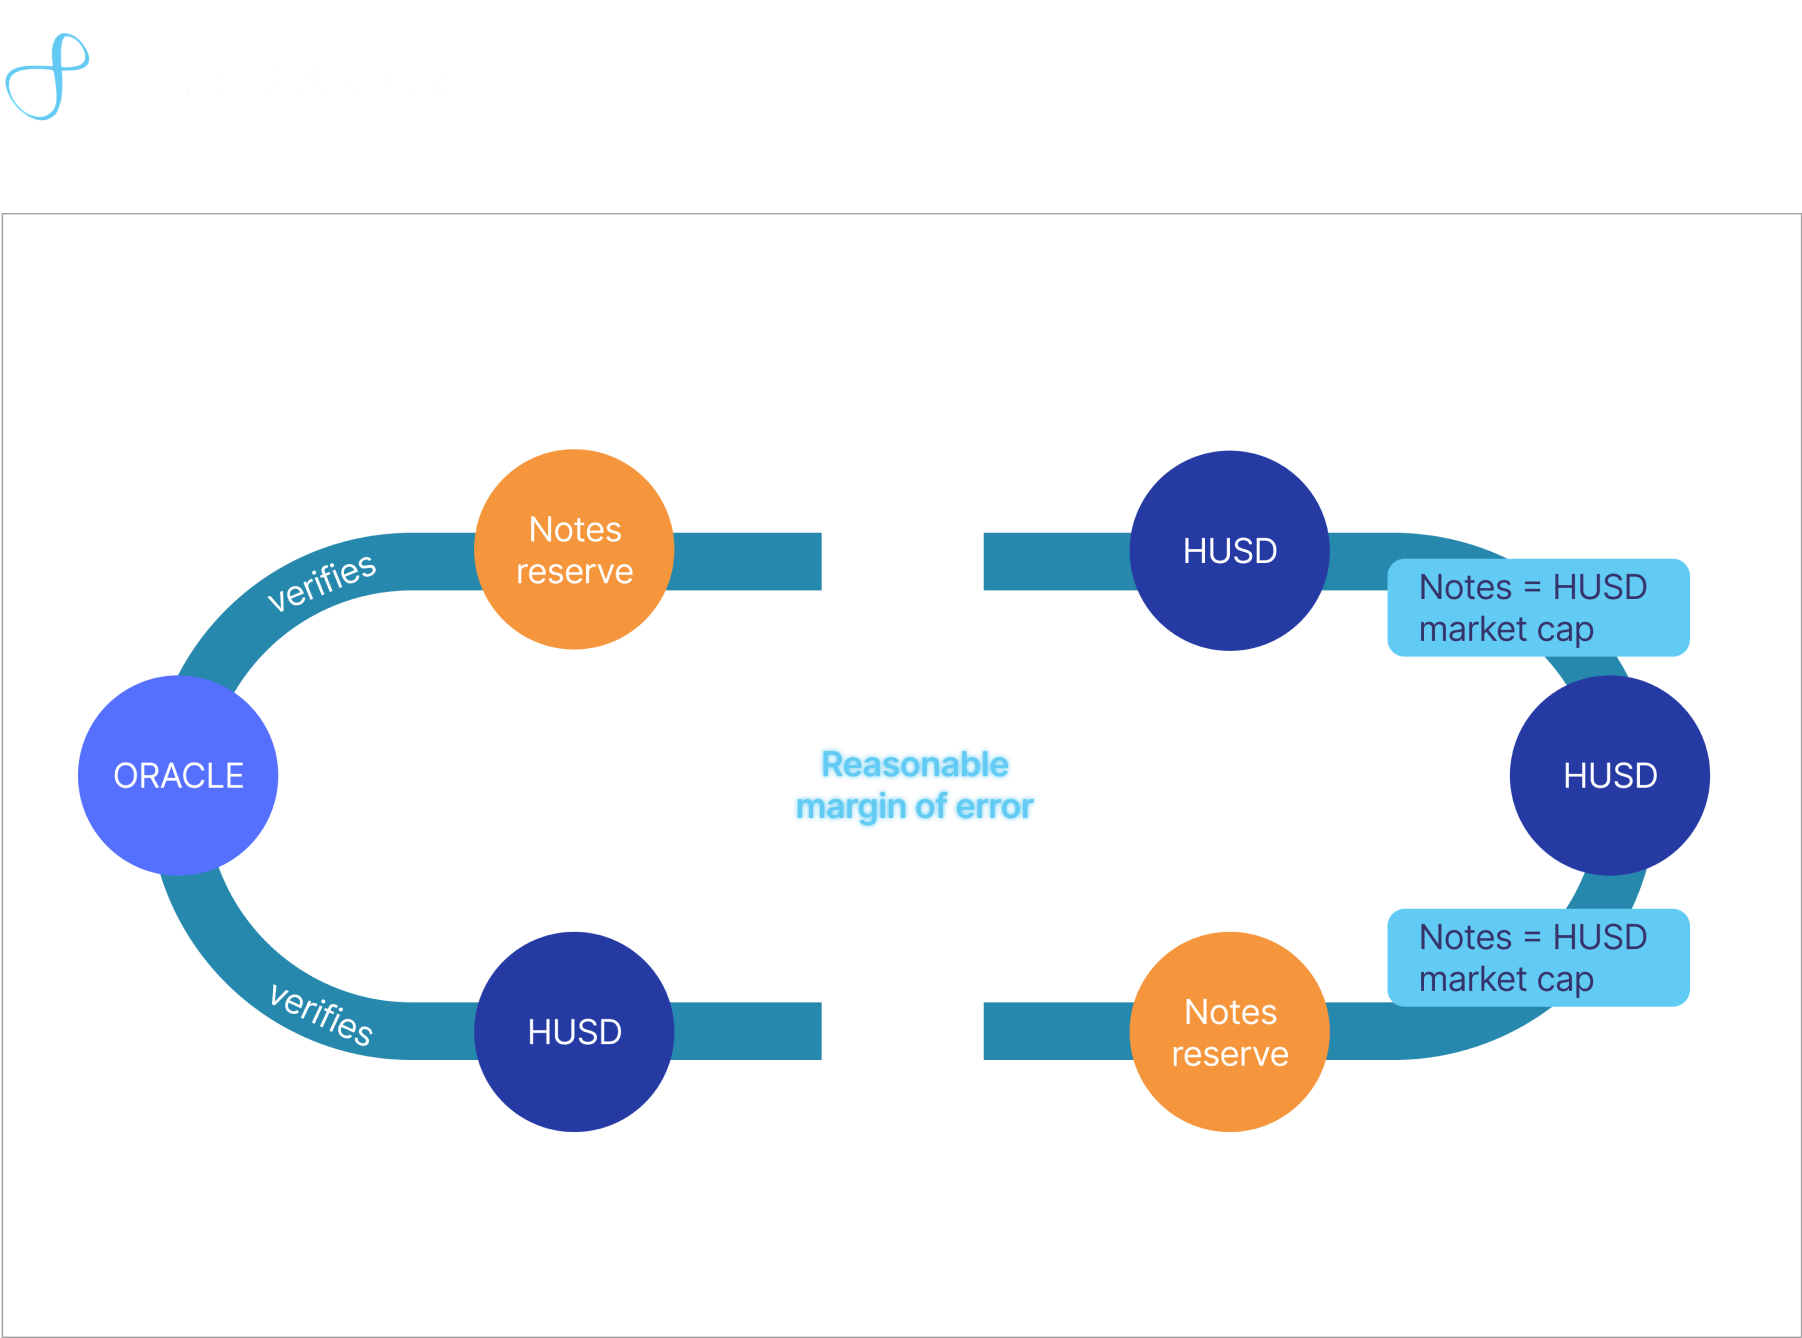 verifies
Notes
reserve
HUSD
Notes = HUSD
market cap
ORACLE
Reasonable
margin of error
HUSD
verifies
HUSD
Notes
reserve
Notes = HUSD
market cap